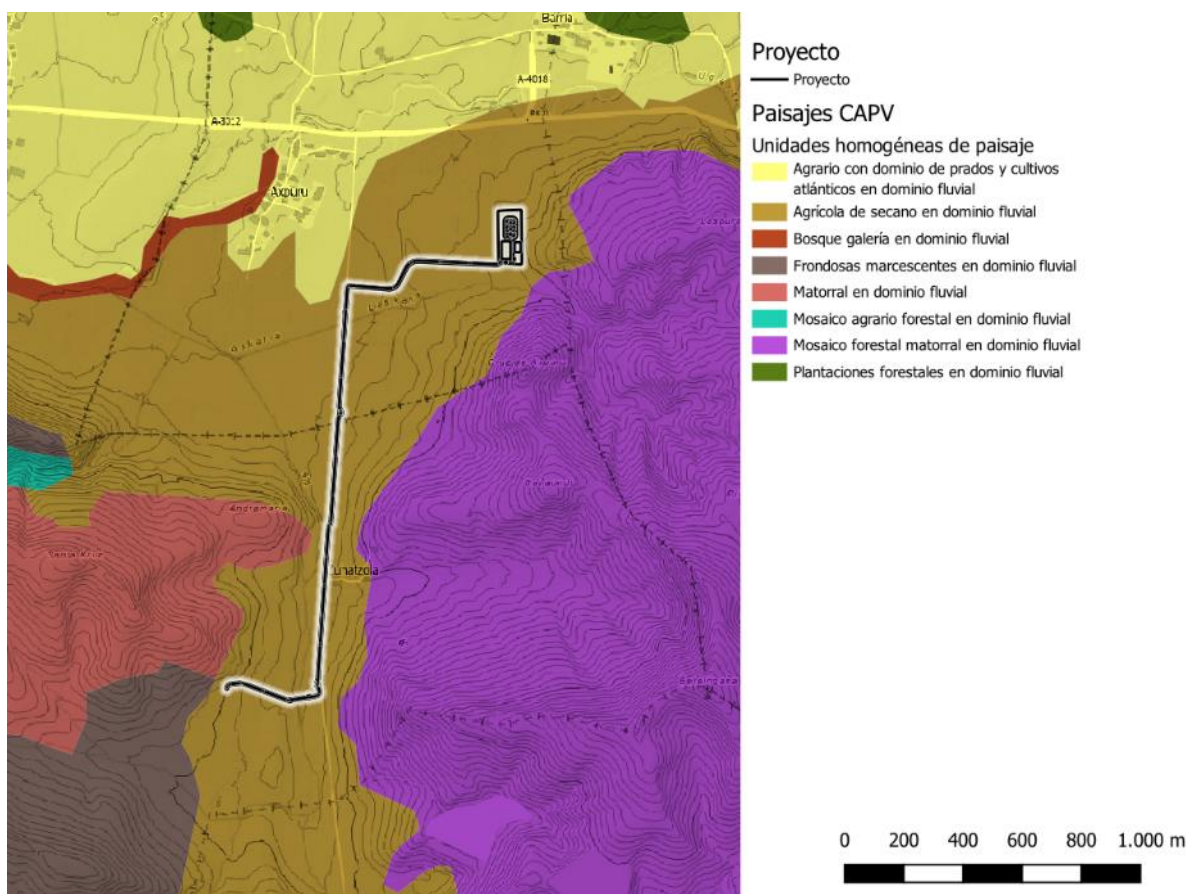 Barria
A-4018
A-3012
Axpuru
Zunatzola
Andramaria
Santa Kruz
Proyecto
Proyecto
Paisajes CAPV
Unidades homogéneas de paisaje
Agrario con dominio de prados y cultivos
atlánticos en dominio fluvial
Agrícola de secano en dominio fluvial
Bosque galería en dominio fluvial
Frondosas marcescentes en dominio fluvial
Matorral en dominio fluvial
Mosaico agrario forestal en dominio fluvial
Mosaico forestal matorral en dominio fluvial
Plantaciones forestales en dominio fluvial
0 200 400 600 800 1.000 m